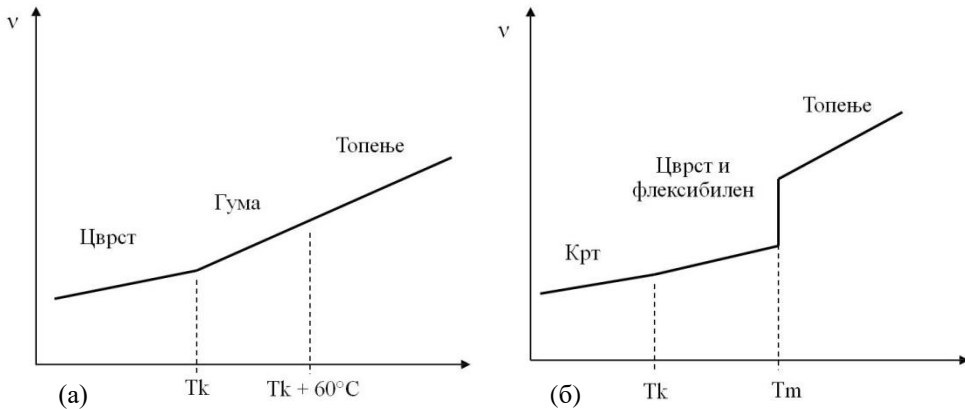 ν
Топење
Гума
Цврст
Tk
Tk + 60°C
(а)
ν
Топење
Цврст и
флексибилен
Крт
Tk
Tm
(б)